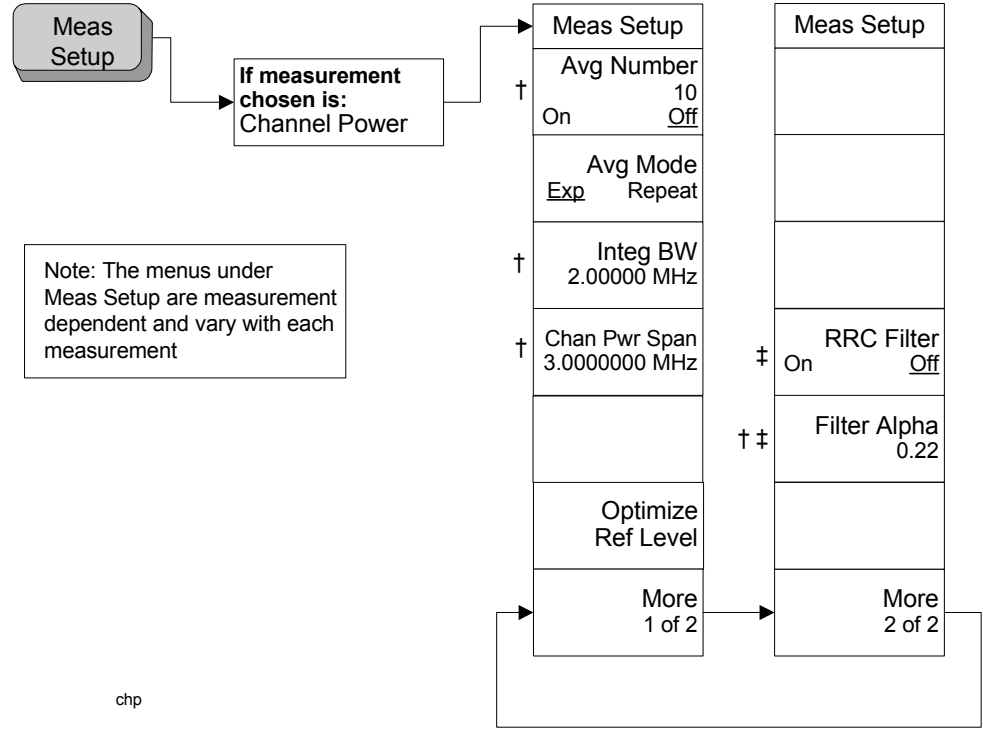 Meas
Setup
If measurement
chosen is:
Channel Power
Note: The menus under
Meas Setup are measurement
dependent and vary with each
measurement
Meas Setup
† Avg Number
10
On Off
Avg Mode
Exp Repeat
† Integ BW
2.00000 MHz
† Chan Pwr Span
3.0000000 MHz
Optimize
Ref Level
More
1 of 2
Meas Setup
‡ RRC Filter
On Off
† ‡ Filter Alpha
0.22
More
2 of 2
chp